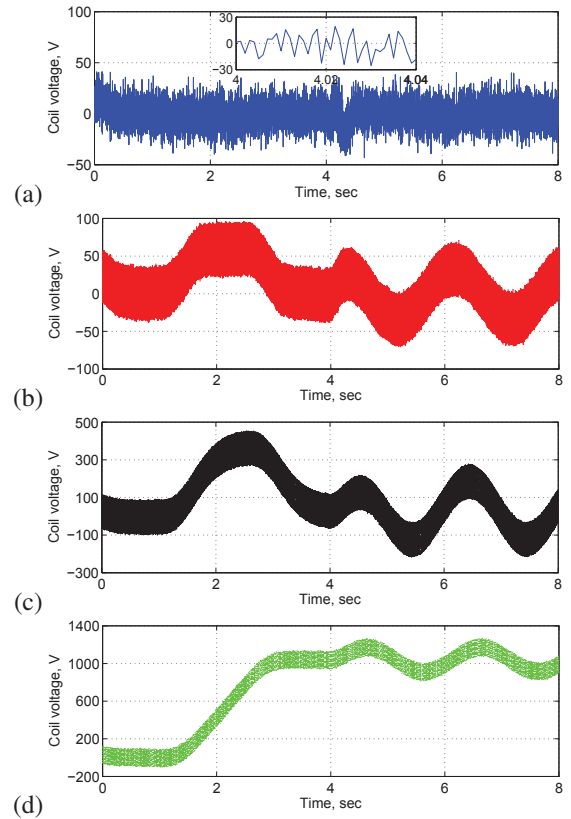 100
50
0
−50
Coil voltage, V
30
0
−30
4 4.02 4.04
0 2 4 6 8
Time, sec
(a)
100
50
0
−50
−100
Coil voltage, V
0 2 4 6 8
Time, sec
(b)
500
300
100
−100
−300
Coil voltage, V
0 2 4 6 8
Time, sec
(c)
1400
1000
600
200
−200
Coil voltage, V
0 2 4 6 8
Time, sec
(d)